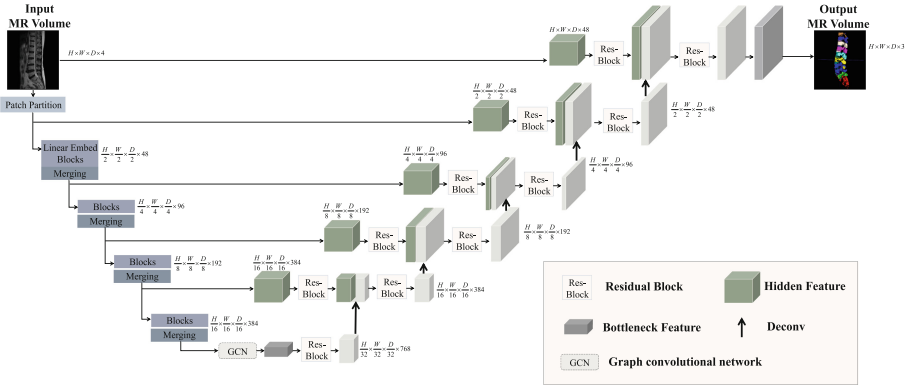 Input
MR Volume
Output
MR Volume
H×W×D×4
H×W×D×48
Res-
Block
Res-
Block
H×W×D×3
Patch Partition
H/2×W/2×D/2×48
Res-
Block
Res-
Block
H/2×W/2×D/2×48
Linear Embed
Blocks
Merging
H/2×W/2×D/2×48
H/4×W/4×D/4×96
Res-
Block
Res-
Block
H/4×W/4×D/4×96
Blocks
Merging
H/4×W/4×D/4×96
H/8×W/8×D/8×192
Res-
Block
Res-
Block
H/8×W/8×D/8×192
Blocks
Merging
H/8×W/8×D/8×192
H/16×W/16×D/16×384
Res-
Block
Res-
Block
H/16×W/16×D/16×384
Blocks
Merging
H/16×W/16×D/16×384
GCN
Res-
Block
H/32×W/32×D/32×768
Res-
Block
Residual Block
Hidden Feature
Bottleneck Feature
Deconv
GCN
Graph convolutional network